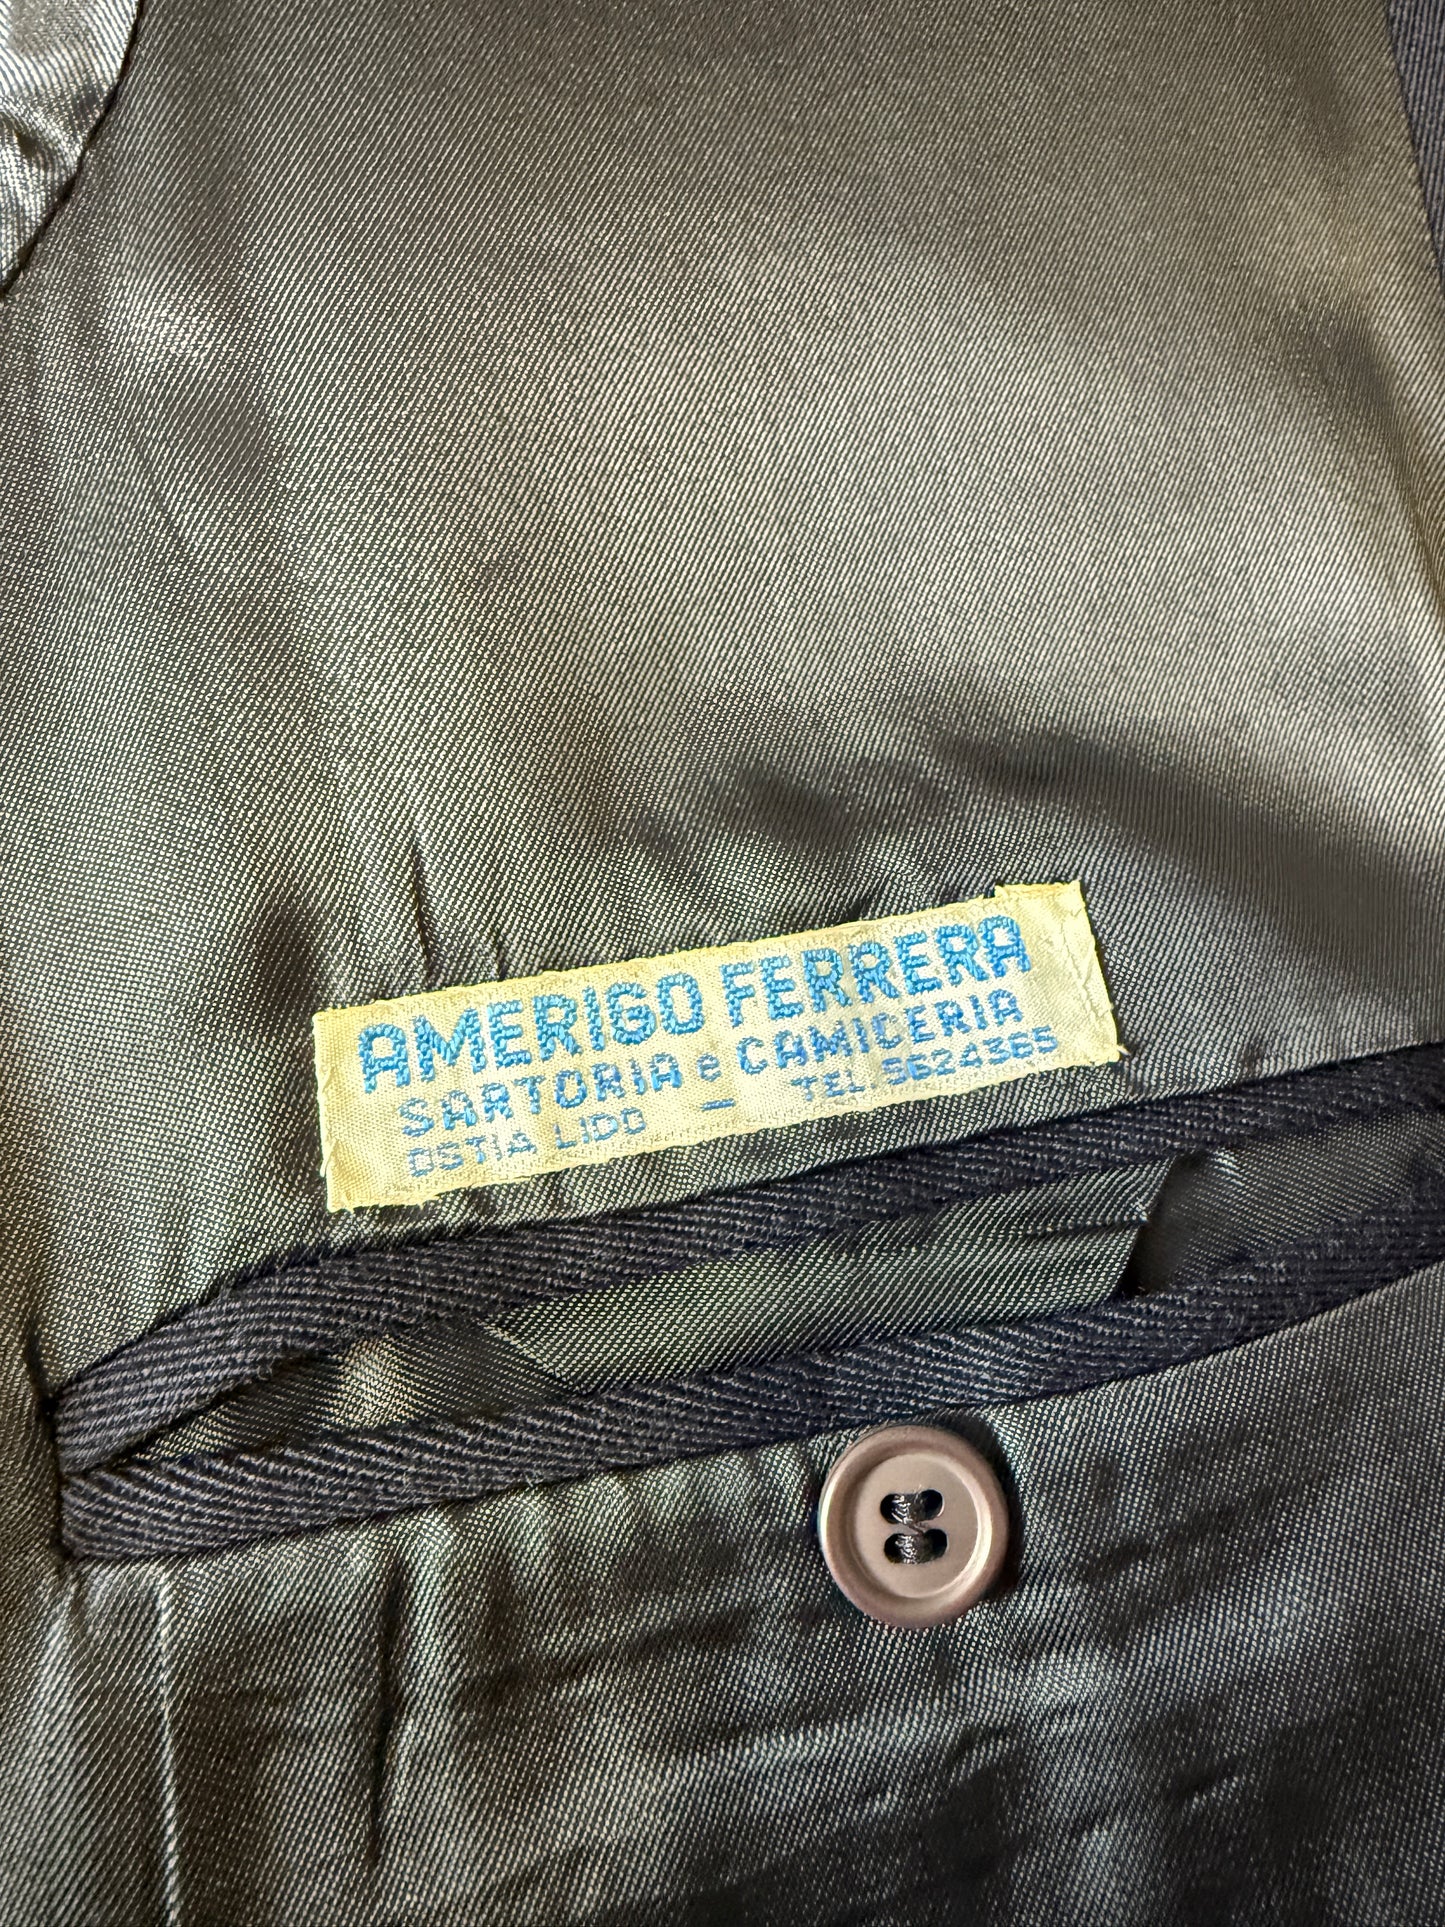 AMERIGO FERRERA
SARTORIA e CAMICERIA
OSTIA LIDO — TEL. 5624365